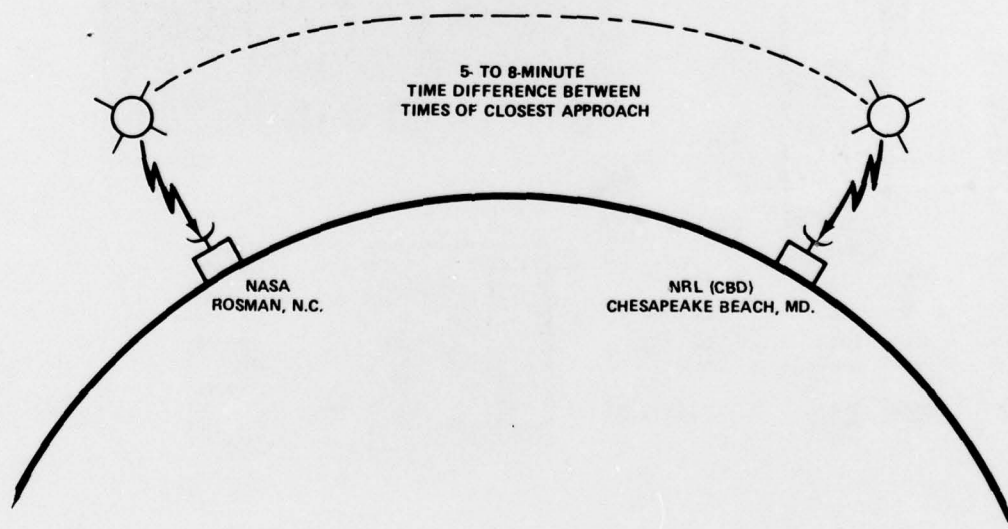 5- TO 8-MINUTE
TIME DIFFERENCE BETWEEN
TIMES OF CLOSEST APPROACH
NASA
ROSMAN, N.C.
NRL (CBD)
CHESAPEAKE BEACH, MD.